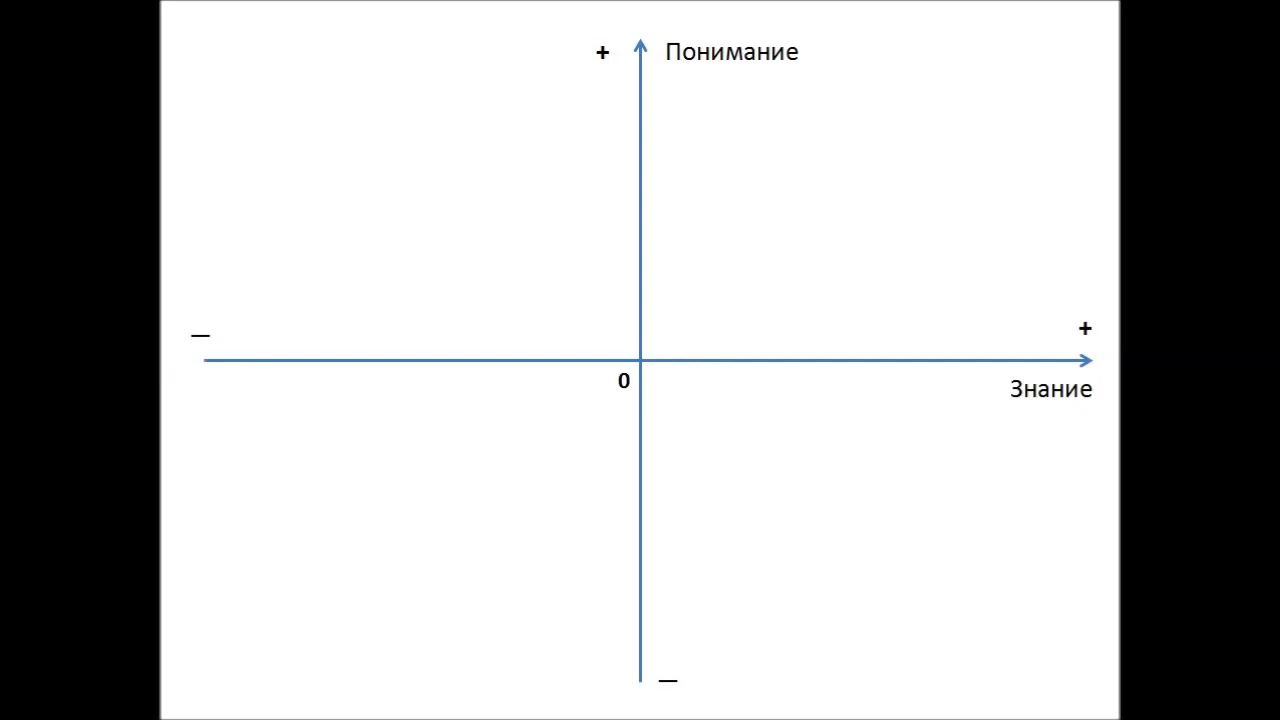 + Понимание
— +
0
Знание
—